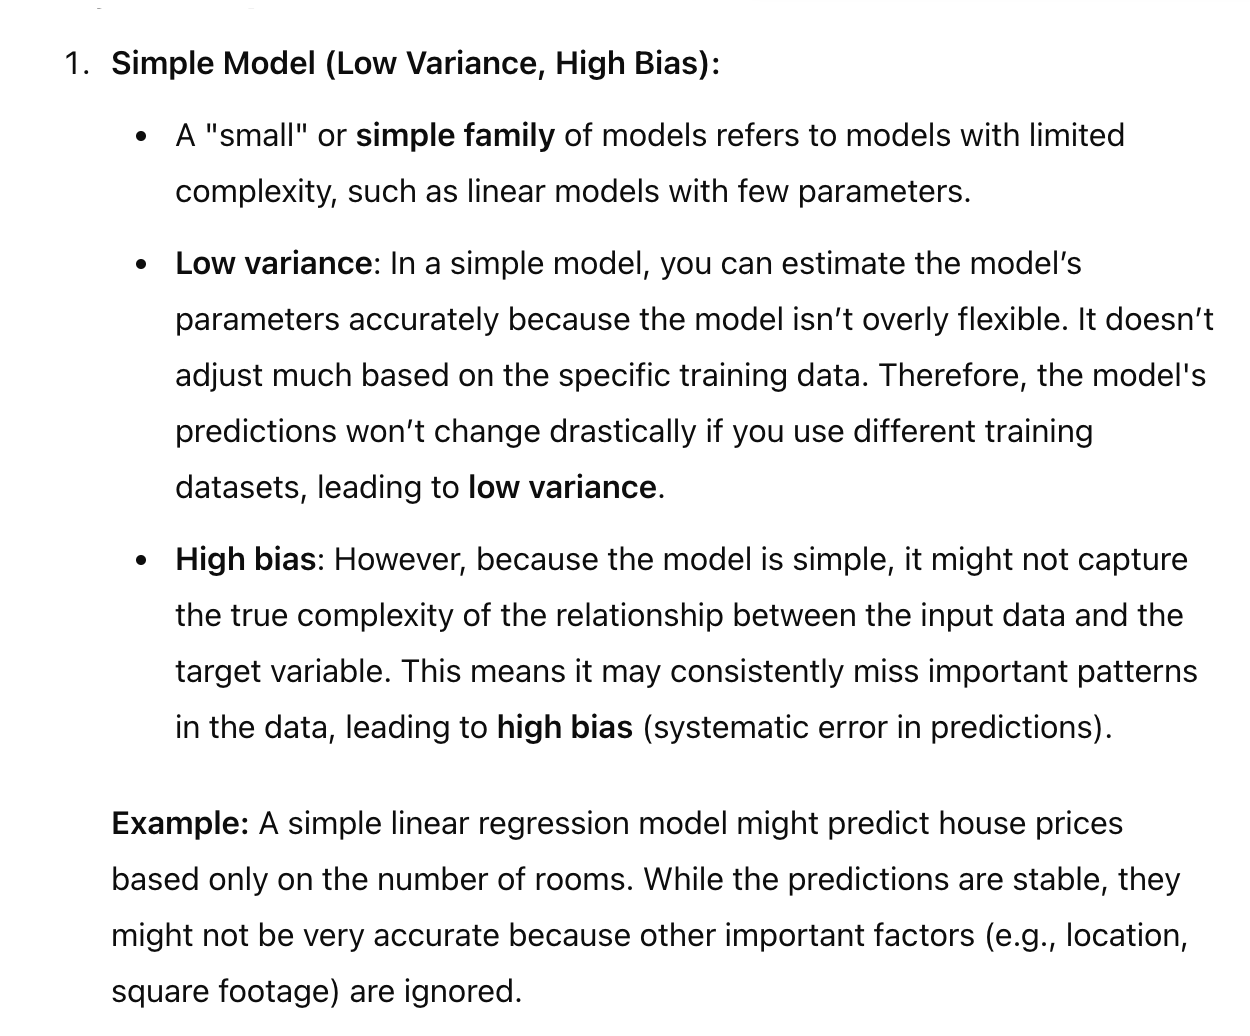 1. Simple Model (Low Variance, High Bias):
• A "small" or simple family of models refers to models with limited
complexity, such as linear models with few parameters.
• Low variance: In a simple model, you can estimate the model’s
parameters accurately because the model isn’t overly flexible. It doesn’t
adjust much based on the specific training data. Therefore, the model's
predictions won’t change drastically if you use different training
datasets, leading to low variance.
• High bias: However, because the model is simple, it might not capture
the true complexity of the relationship between the input data and the
target variable. This means it may consistently miss important patterns
in the data, leading to high bias (systematic error in predictions).
Example: A simple linear regression model might predict house prices
based only on the number of rooms. While the predictions are stable, they
might not be very accurate because other important factors (e.g., location,
square footage) are ignored.